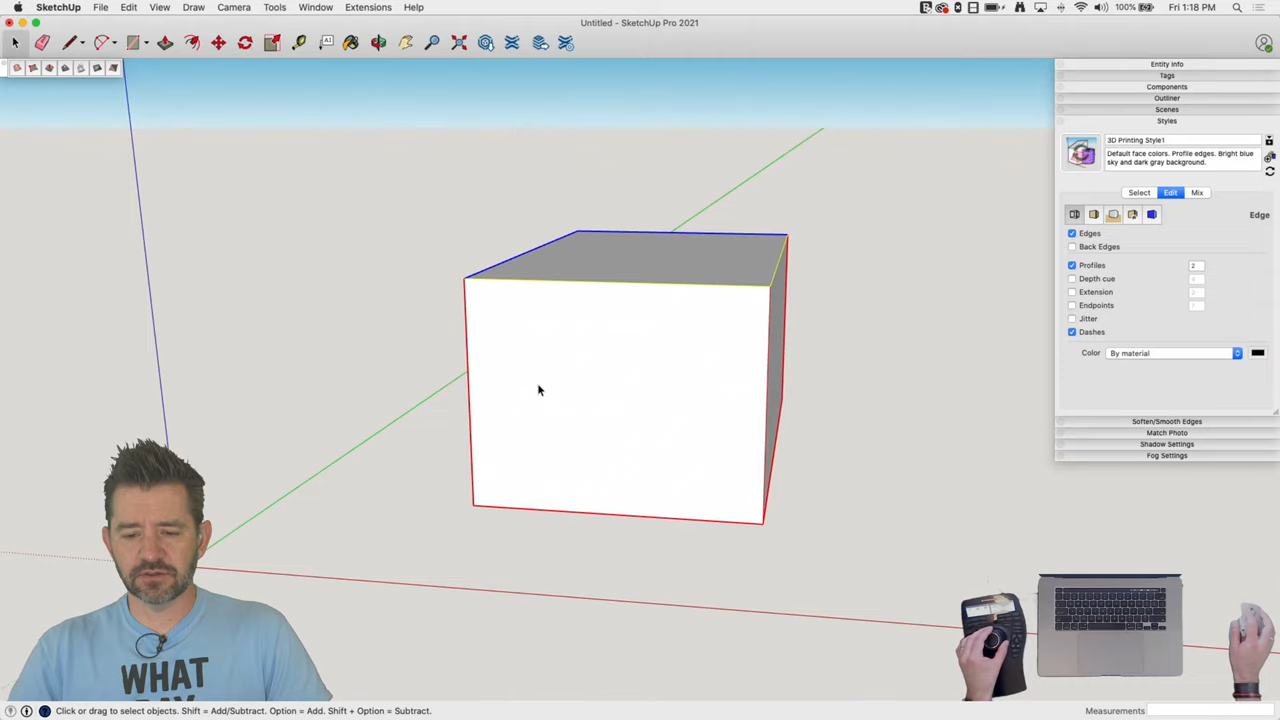 SketchUp File Edit View Draw Camera Tools Window Extensions Help
100% Fri 1:18 PM
Untitled - SketchUp Pro 2021
A1
Entity Info
Tags
Components
Outliner
Scenes
Styles
3D Printing Style1
Default face colors. Profile edges. Bright blue
sky and dark gray background.
Select Edit Mix
Edge
Edges
Back Edges
Profiles 2
Depth cue
Extension
Endpoints
Jitter
Dashes
Color By material
Soften/Smooth Edges
Match Photo
Shadow Settings
Fog Settings
WHAT
Click or drag to select objects. Shift = Add/Subtract. Option = Add. Shift + Option = Subtract.
Measurements